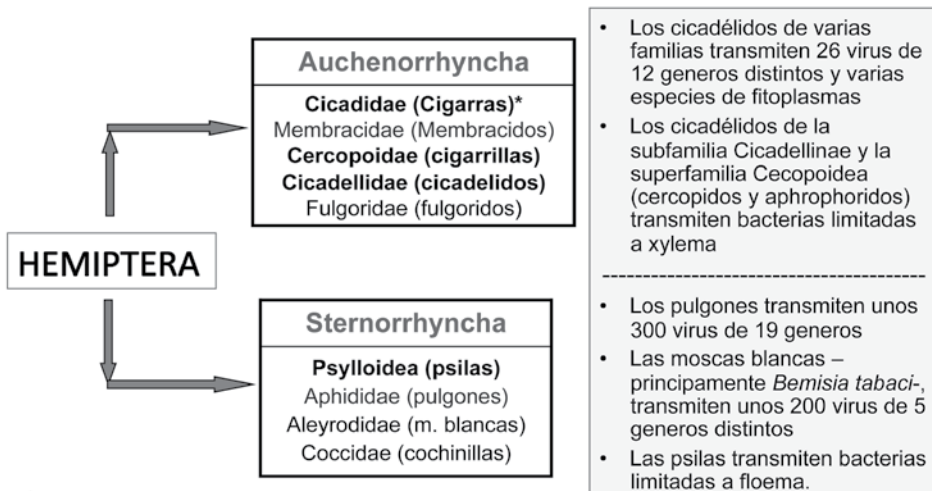 HEMIPTERA
Auchenorrhyncha
Cicadidae (Cigarras)*
Membracidae (Membracidos)
Cercopoidae (cigarrillas)
Cicadellidae (cicadelidos)
Fulgoridae (fulgoridos)
Sternorrhyncha
Psylloidea (psilas)
Aphididae (pulgones)
Aleyrodidae (m. blancas)
Coccidae (cochinillas)
• Los cicadélidos de varias
familias transmiten 26 virus de
12 generos distintos y varias
especies de fitoplasmas
• Los cicadélidos de la
subfamilia Cicadellinae y la
superfamilia Cecopoidea
(cercopidos y aphrophoridos)
transmiten bacterias limitadas
a xylema
---------------------------------------
• Los pulgones transmiten unos
300 virus de 19 generos
• Las moscas blancas –
principamente Bemisia tabaci-,
transmiten unos 200 virus de 5
generos distintos
• Las psilas transmiten bacterias
limitadas a floema.